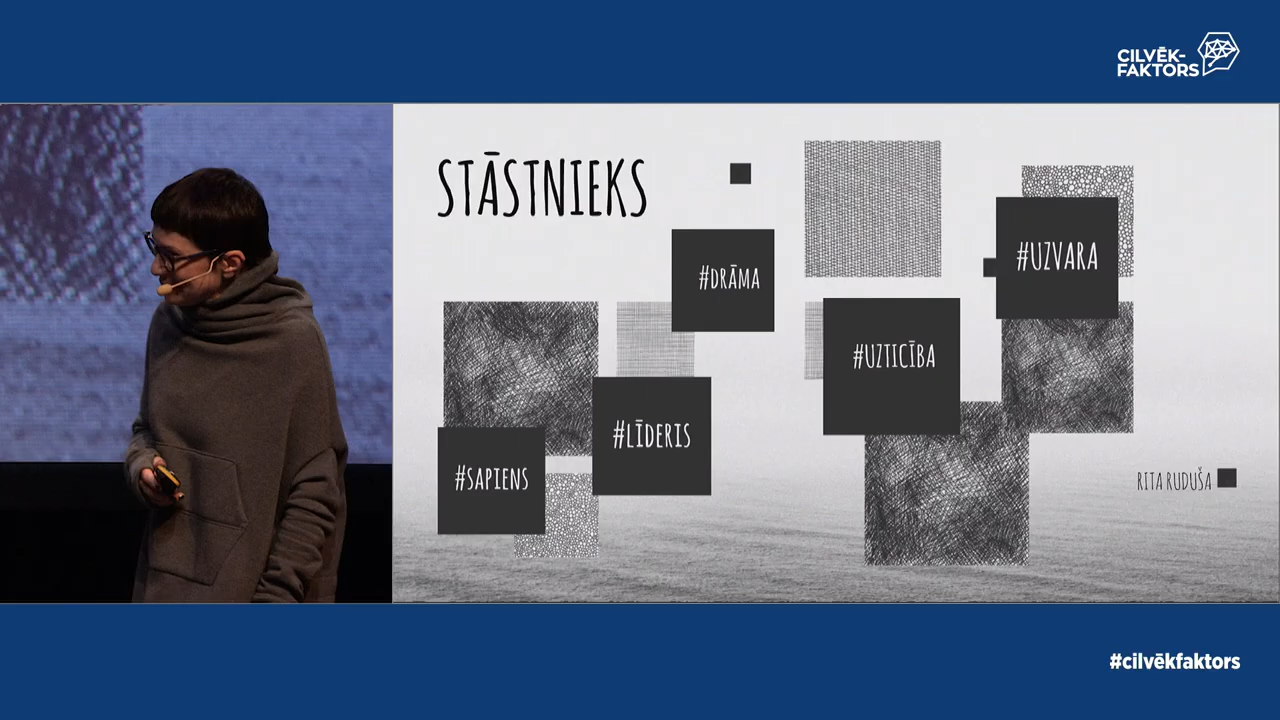 CILVĒK-
FAKTORS
STĀSTNIEKS
#DRĀMA
#UZVARA
#UZTICĪBA
#LĪDERIS
#SAPIENS
RITA RUDUŠA
#cilvēkfaktors